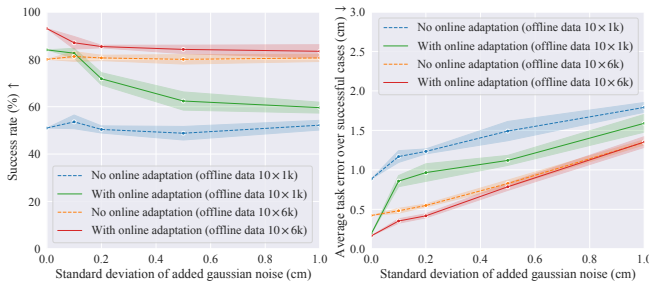 100
80
60
40
20
0
Success rate (%) ↑
No online adaptation (offline data 10×1k)
With online adaptation (offline data 10×1k)
No online adaptation (offline data 10×6k)
With online adaptation (offline data 10×6k)
0.0 0.2 0.4 0.6 0.8 1.0
Standard deviation of added gaussian noise (cm)
3.0
2.5
2.0
1.5
1.0
0.5
0.0
Average task error over successful cases (cm) ↓
No online adaptation (offline data 10×1k)
With online adaptation (offline data 10×1k)
No online adaptation (offline data 10×6k)
With online adaptation (offline data 10×6k)
0.0 0.2 0.4 0.6 0.8 1.0
Standard deviation of added gaussian noise (cm)